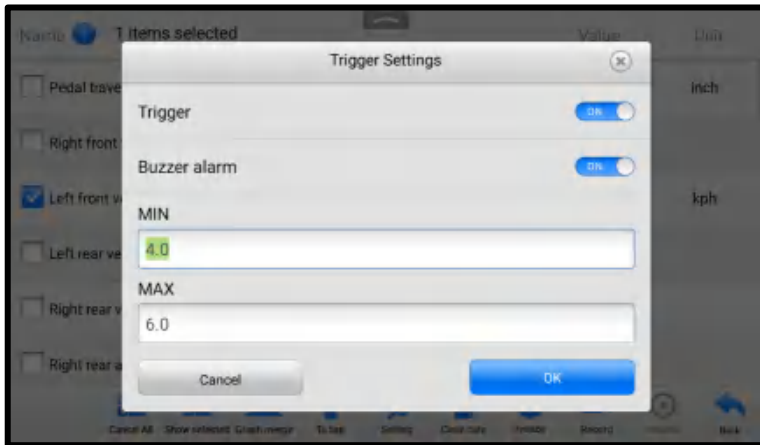 Name 1 items selected Value Unit
Trigger Settings
Pedal trave inch
Trigger ON
Right front
Buzzer alarm ON
Left front v kph
MIN
4.0
Left rear ve
MAX
Right rear v
6.0
Right rear a
Cancel OK
Cancel All Show selected Graph merge To top Setting Clear data Record Back